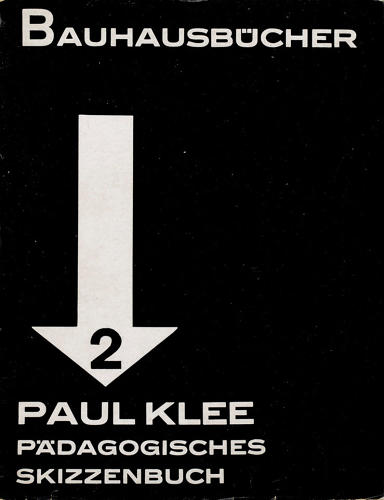 BAUHAUSBÜCHER
2
PAUL KLEE
PÄDAGOGISCHES
SKIZZENBUCH